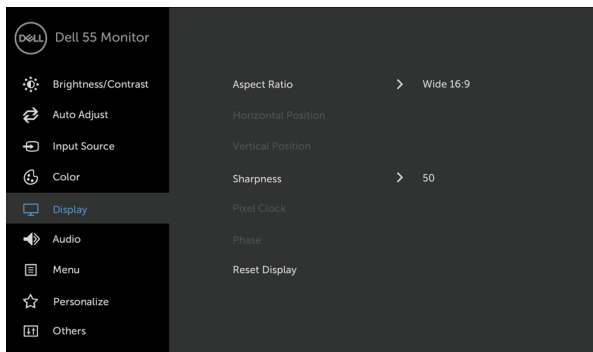 DELL Dell 55 Monitor
Brightness/Contrast
Auto Adjust
Input Source
Color
Display
Audio
Menu
Personalize
Others
Aspect Ratio Wide 16:9
Horizontal Position
Vertical Position
Sharpness 50
Pixel Clock
Phase
Reset Display